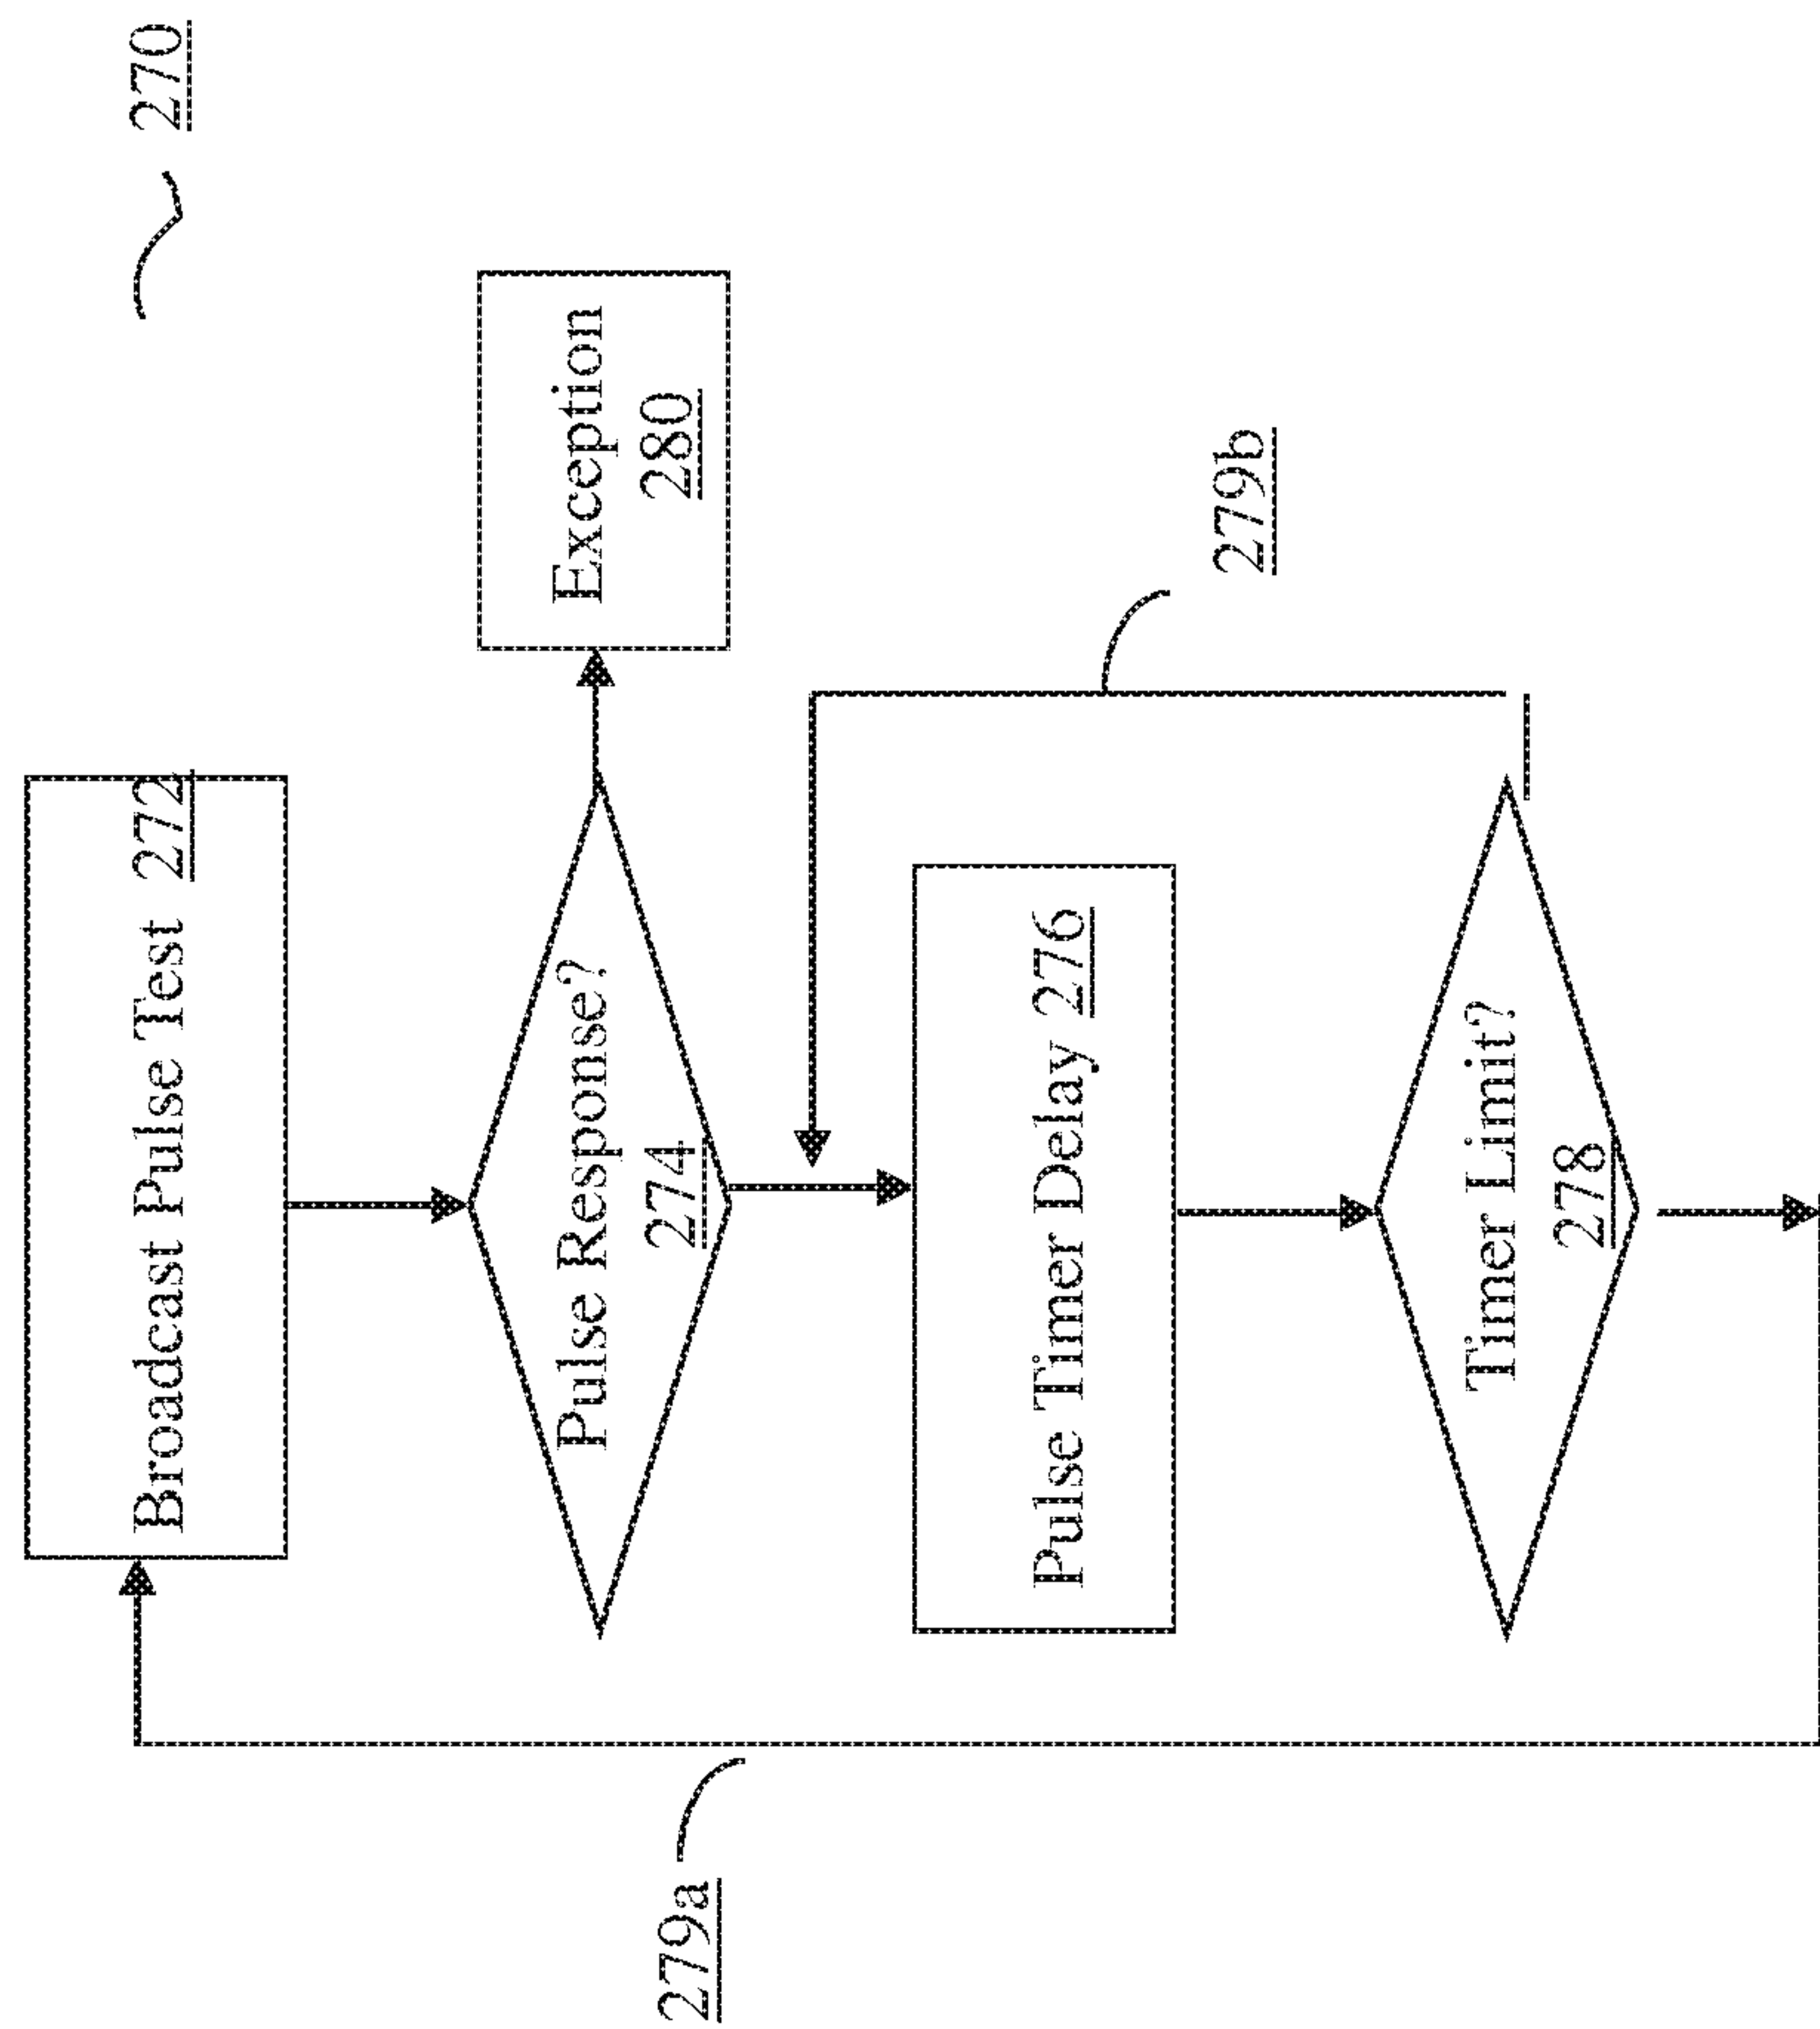 270
Broadcast Pulse Test 272
Pulse Response?
274
Exception
280
Pulse Timer Delay 276
279b
Timer Limit?
278
279a